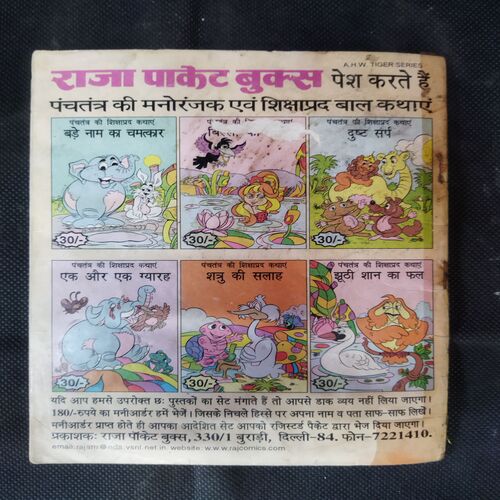 A.H.W. TIGER SERIES
राजा पाकेट बुक्स पेश करते हैं
पंचतंत्र की मनोरंजक एवं शिक्षाप्रद बाल कथाएं
पंचतंत्र की शिक्षाप्रद कथाएं
बड़े नाम का चमत्कार
30/-
पंचतंत्र की शिक्षाप्रद कथाएं
30/-
पंचतंत्र की शिक्षाप्रद कथाएं
दुष्ट सर्प
30/-
पंचतंत्र की शिक्षाप्रद कथाएं
एक और एक ग्यारह
30/-
पंचतंत्र की शिक्षाप्रद कथाएं
शत्रु की सलाह
30/-
पंचतंत्र की शिक्षाप्रद कथाएं
झूठी शान का फल
30/-
यदि आप हमसे उपरोक्त छः पुस्तकों का सेट मंगाते हैं तो आपसे डाक व्यय नहीं लिया जाएगा।
180/-रुपये का मनीआर्डर हमें भेजें। जिसके निचले हिस्से पर अपना नाम व पता साफ-साफ लिखें।
मनीआर्डर प्राप्त होते ही आपका आदेशित सेट आपको रजिस्टर्ड पैकेट द्वारा भेज दिया जाएगा।
प्रकाशकः राजा पॉकेट बुक्स, 330/1 बुराड़ी, दिल्ली-84. फोन-7221410.
website: www.rajcomics.com